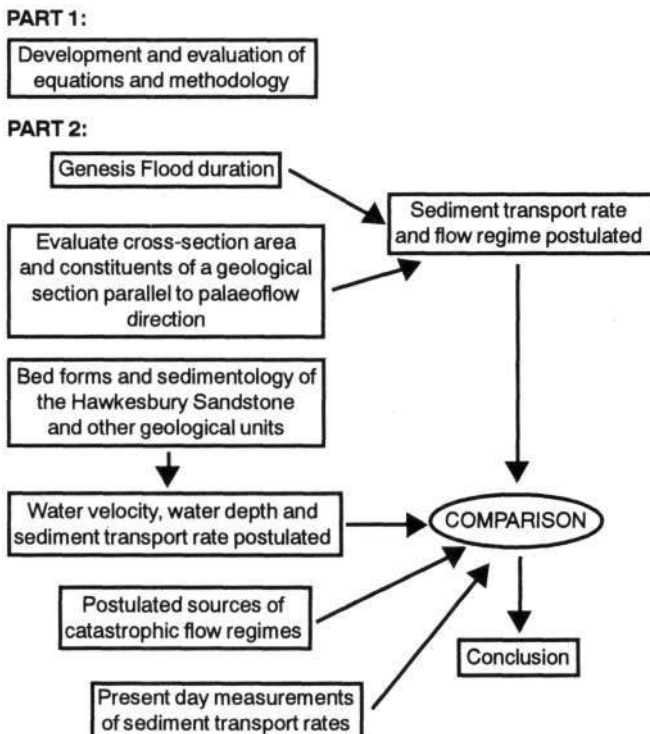 PART 1:
Development and evaluation of
equations and methodology
PART 2:
Genesis Flood duration
Sediment transport rate
and flow regime postulated
Evaluate cross-section area
and constituents of a geological
section parallel to palaeoflow
direction
Bed forms and sedimentology of
the Hawkesbury Sandstone
and other geological units
Water velocity, water depth and
sediment transport rate postulated
COMPARISON
Postulated sources of
catastrophic flow regimes
Conclusion
Present day measurements
of sediment transport rates